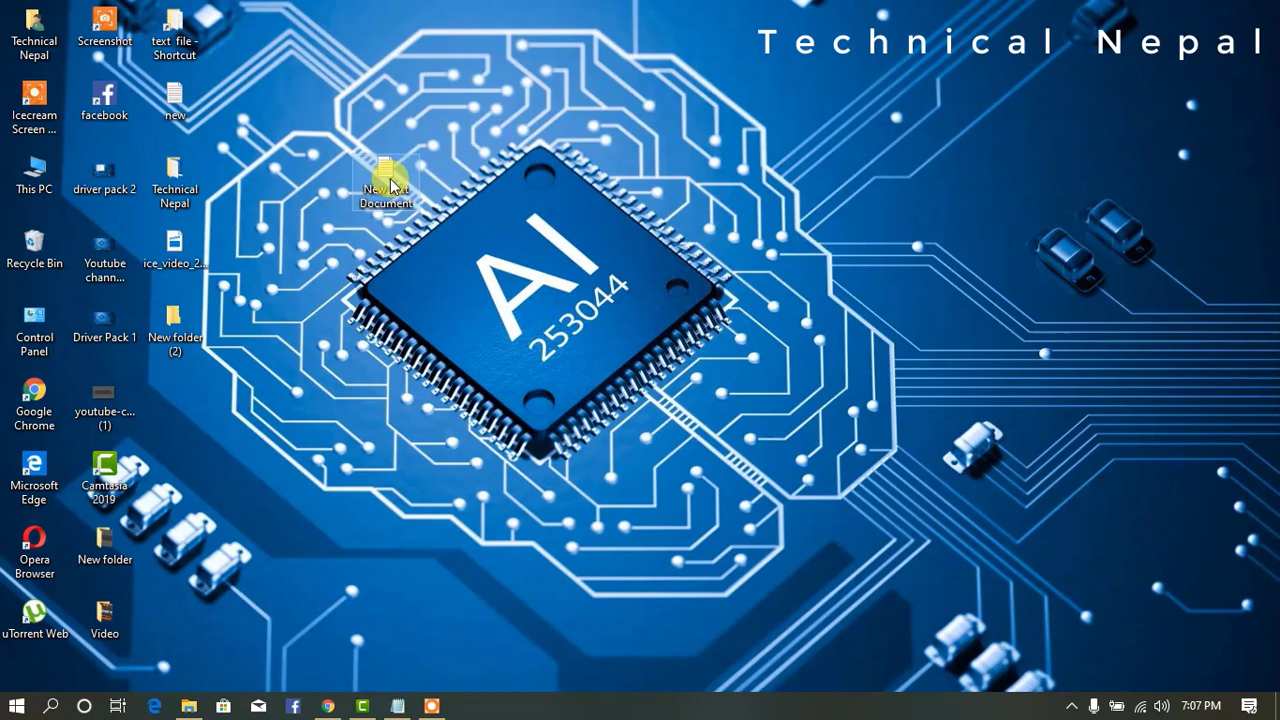 Technical Nepal
Technical
Nepal
Screenshot
text file -
Shortcut
Icecream
Screen ...
facebook
new
This PC
driver pack 2
Technical
Nepal
New Text
Document
Recycle Bin
Youtube
chann...
ice_video_2...
Control
Panel
Driver Pack 1
New folder
(2)
Google
Chrome
youtube-c...
(1)
Microsoft
Edge
Camtasia
2019
Opera
Browser
New folder
uTorrent Web
Video
AI
253044
7:07 PM